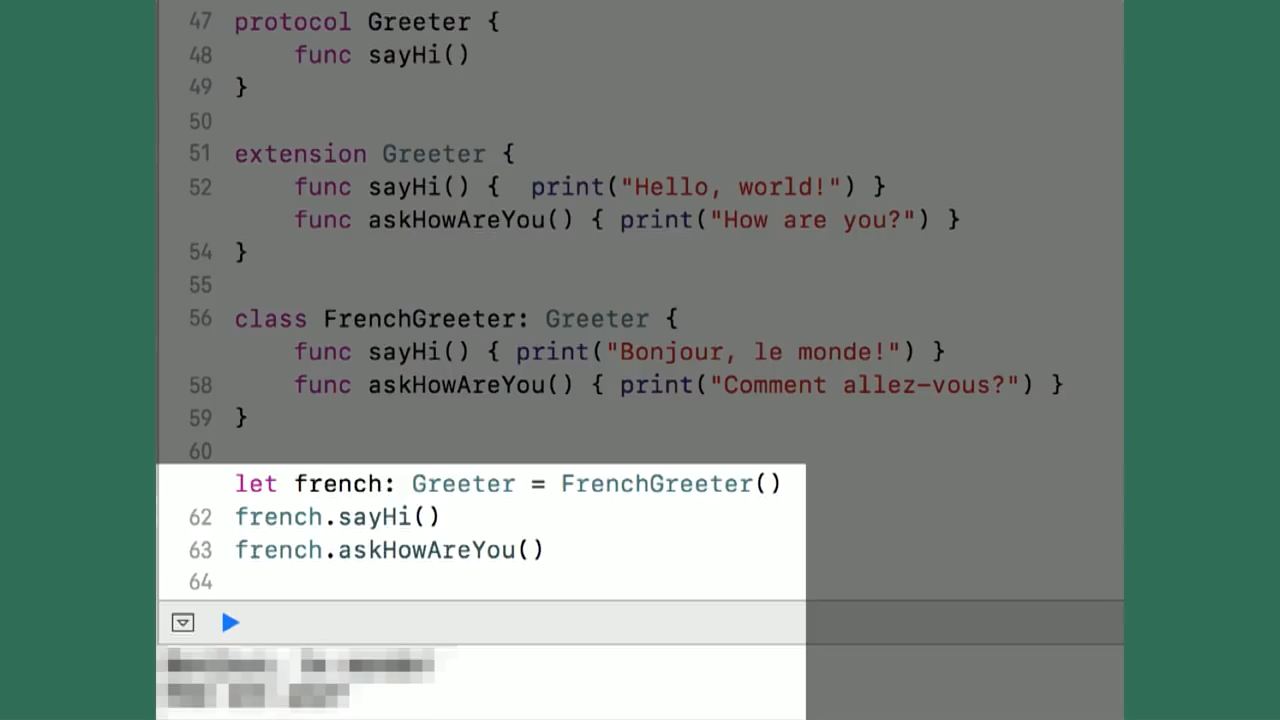 47 protocol Greeter {
48 func sayHi()
49 }
50
51 extension Greeter {
52 func sayHi() { print("Hello, world!") }
func askHowAreYou() { print("How are you?") }
54 }
55
56 class FrenchGreeter: Greeter {
func sayHi() { print("Bonjour, le monde!") }
58 func askHowAreYou() { print("Comment allez-vous?") }
59 }
60
let french: Greeter = FrenchGreeter()
62 french.sayHi()
63 french.askHowAreYou()
64